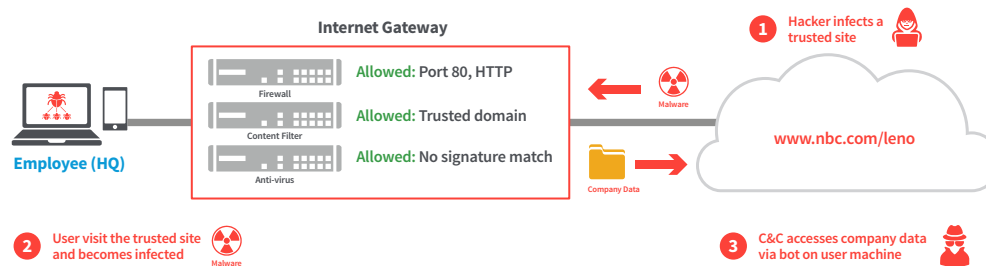 Internet Gateway
1
Hacker infects a
trusted site
Allowed: Port 80, HTTP
Firewall
Malware
Allowed: Trusted domain
Content Filter
www.nbc.com/leno
Employee (HQ)
Allowed: No signature match
Anti-virus
Company Data
2
User visit the trusted site
and becomes infected
Malware
3
C&C accesses company data
via bot on user machine